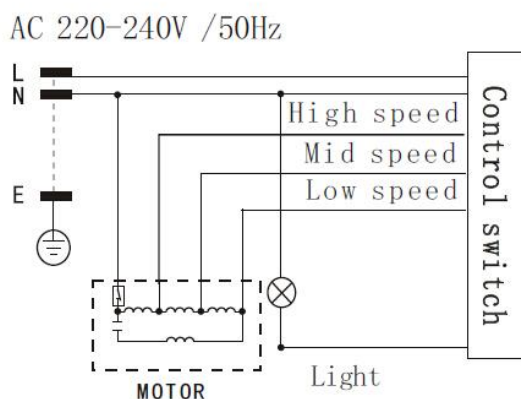 AC 220-240V /50Hz
L
N
High speed
Mid speed
Low speed
E
Control switch
Light
MOTOR